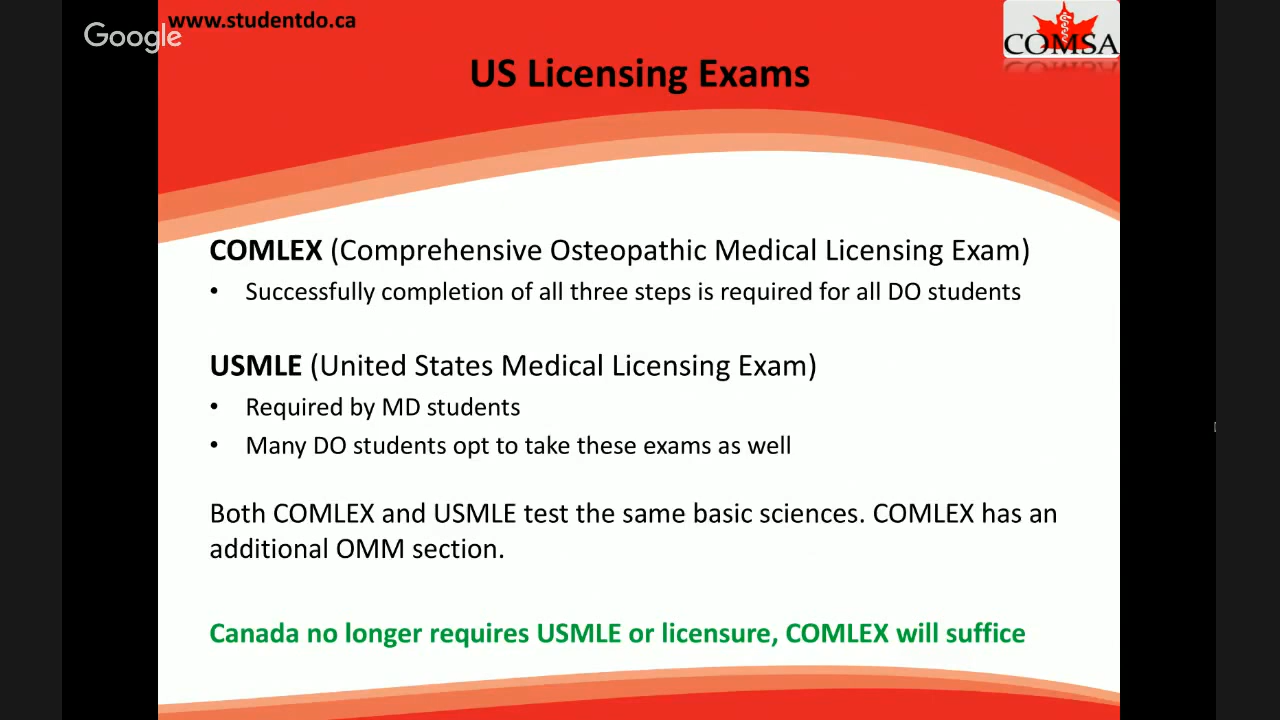 www.studentdo.ca
Google
COMSA
US Licensing Exams
COMLEX (Comprehensive Osteopathic Medical Licensing Exam)
• Successfully completion of all three steps is required for all DO students
USMLE (United States Medical Licensing Exam)
• Required by MD students
• Many DO students opt to take these exams as well
Both COMLEX and USMLE test the same basic sciences. COMLEX has an
additional OMM section.
Canada no longer requires USMLE or licensure, COMLEX will suffice